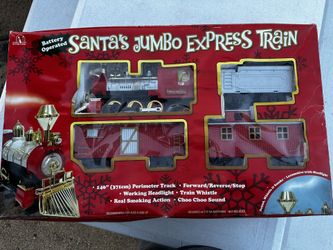 Battery
Operated
SANTA'S JUMBO EXPRESS TRAIN
• 140" (371cm) Perimeter Track • Forward/Reverse/Stop
• Working Headlight • Train Whistle
• Real Smoking Action • Choo Choo Sound